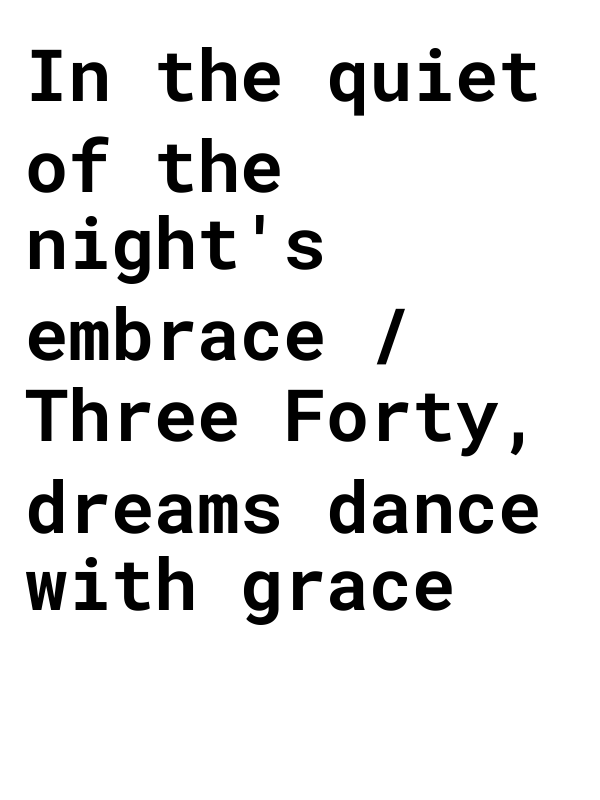 In the quiet
of the
night's
embrace /
Three Forty,
dreams dance
with grace